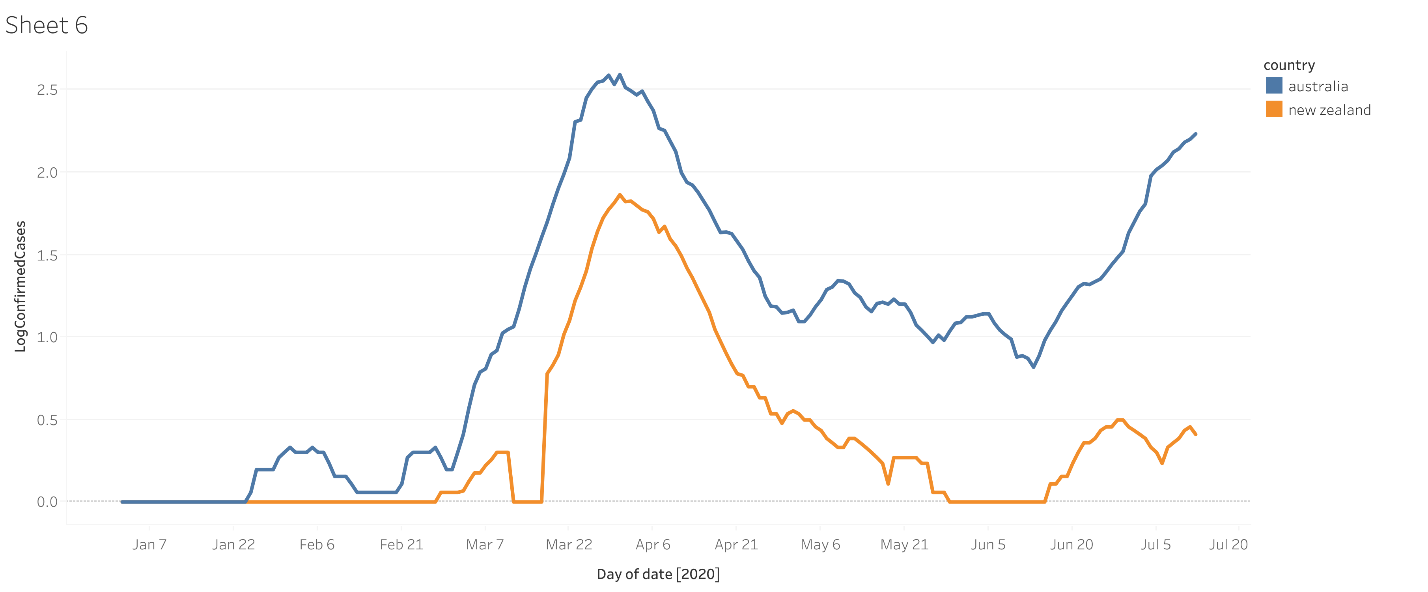 Sheet 6
country
australia
new zealand
2.5
2.0
1.5
1.0
0.5
0.0
LogConfirmedCases
Jan 7 Jan 22 Feb 6 Feb 21 Mar 7 Mar 22 Apr 6 Apr 21 May 6 May 21 Jun 5 Jun 20 Jul 5 Jul 20
Day of date [2020]